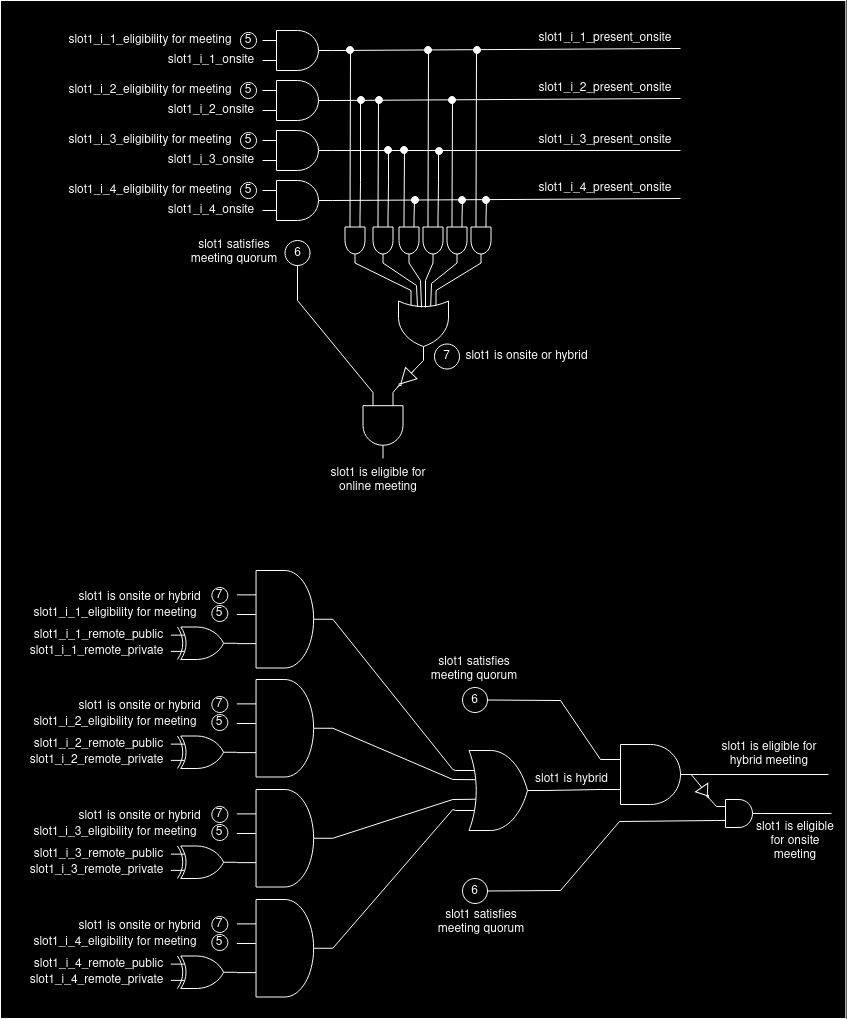 slot1_i_1_eligibility for meeting 5
slot1_i_1_onsite
slot1_i_1_present_onsite
slot1_i_2_eligibility for meeting 5
slot1_i_2_onsite
slot1_i_2_present_onsite
slot1_i_3_eligibility for meeting 5
slot1_i_3_onsite
slot1_i_3_present_onsite
slot1_i_4_eligibility for meeting 5
slot1_i_4_onsite
slot1_i_4_present_onsite
slot1 satisfies
meeting quorum
6
7 slot1 is onsite or hybrid
slot1 is eligible for
online meeting
slot1 is onsite or hybrid 7
slot1_i_1_eligibility for meeting 5
slot1_i_1_remote_public
slot1_i_1_remote_private
slot1 is onsite or hybrid 7
slot1_i_2_eligibility for meeting 5
slot1_i_2_remote_public
slot1_i_2_remote_private
slot1 is onsite or hybrid 7
slot1_i_3_eligibility for meeting 5
slot1_i_3_remote_public
slot1_i_3_remote_private
slot1 is onsite or hybrid 7
slot1_i_4_eligibility for meeting 5
slot1_i_4_remote_public
slot1_i_4_remote_private
slot1 satisfies
meeting quorum
6
slot1 is hybrid
slot1 is eligible for
hybrid meeting
slot1 is eligible
for onsite
meeting
6
slot1 satisfies
meeting quorum